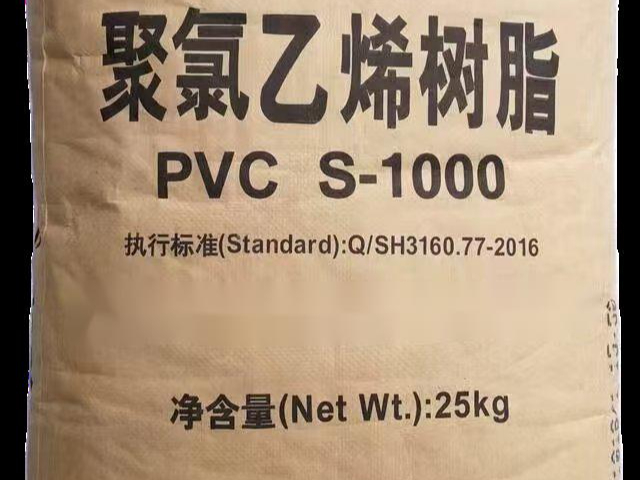 聚氯乙烯树脂
PVC S-1000
执行标准(Standard):Q/SH3160.77-2016
净含量(Net Wt.):25kg